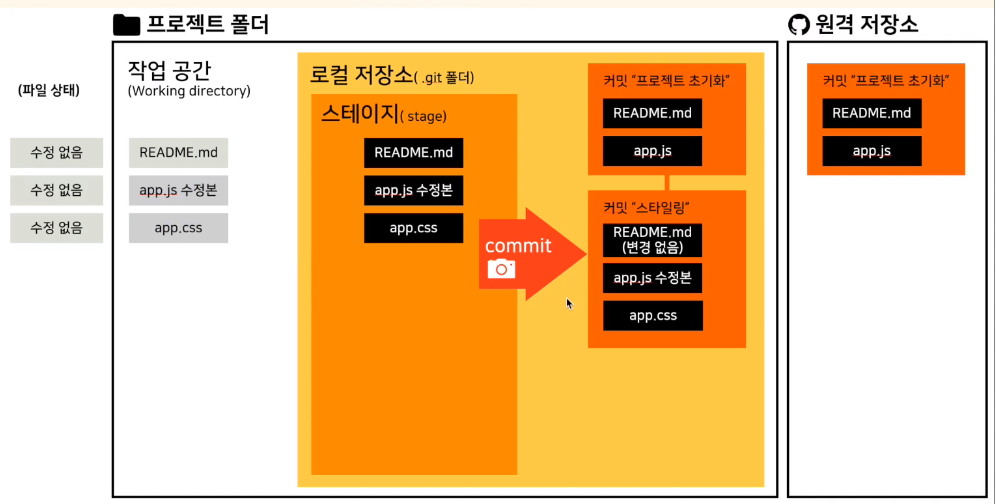 프로젝트 폴더
원격 저장소
(파일 상태)
작업 공간
(Working directory)
로컬 저장소( .git 폴더)
스테이지( stage)
수정 없음
README.md
README.md
수정 없음
app.js 수정본
app.js 수정본
수정 없음
app.css
app.css
commit
커밋 "프로젝트 초기화"
README.md
app.js
커밋 "스타일링"
README.md
(변경 없음)
app.js 수정본
app.css
커밋 "프로젝트 초기화"
README.md
app.js